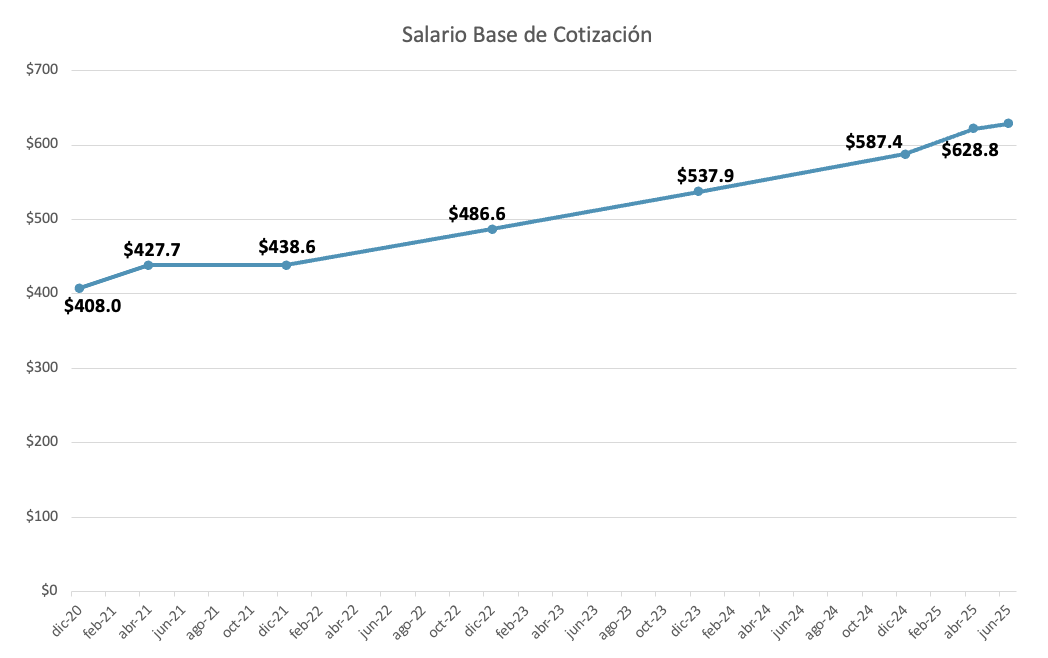 Salario Base de Cotización
$700
$600
$500
$400
$300
$200
$100
$0
$408.0
$427.7
$438.6
$486.6
$537.9
$587.4
$628.8
dic-20
feb-21
abr-21
jun-21
ago-21
oct-21
dic-21
feb-22
abr-22
jun-22
ago-22
oct-22
dic-22
feb-23
abr-23
jun-23
ago-23
oct-23
dic-23
feb-24
abr-24
jun-24
ago-24
oct-24
dic-24
feb-25
abr-25
jun-25